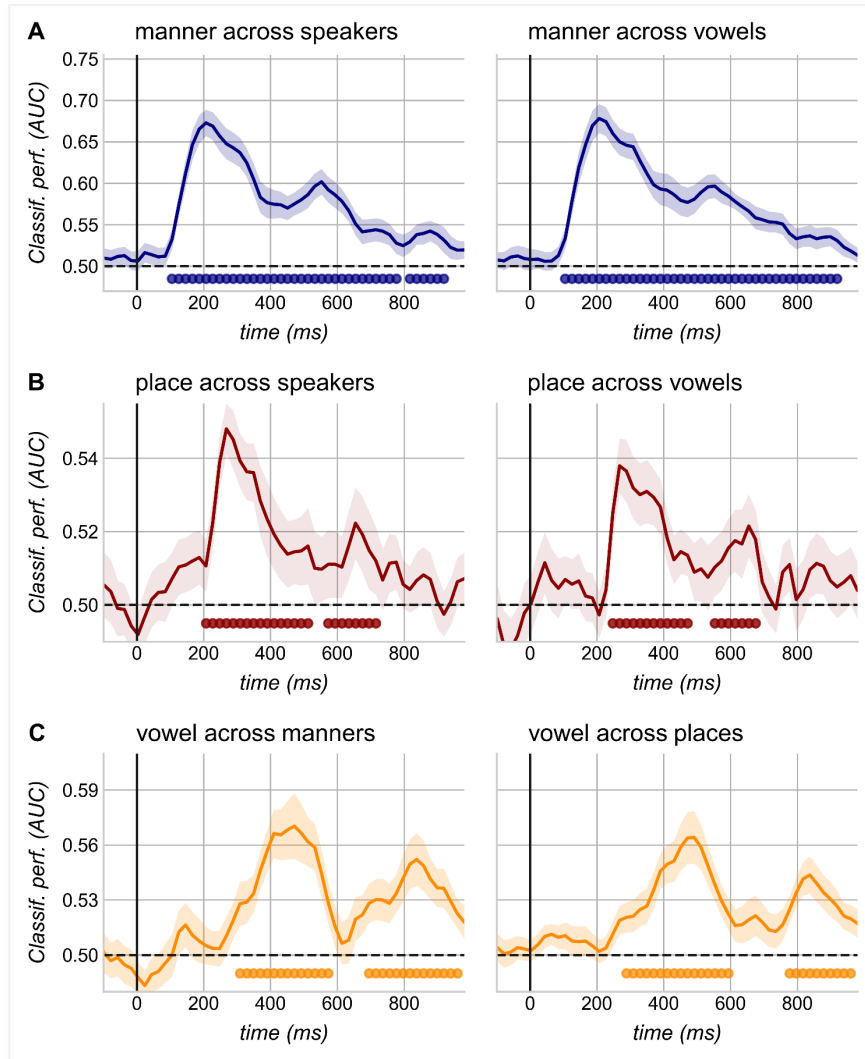 A
manner across speakers
manner across vowels
Classif. perf. (AUC)
0.75
0.70
0.65
0.60
0.55
0.50
0 200 400 600 800
0 200 400 600 800
time (ms)
time (ms)
B
place across speakers
place across vowels
Classif. perf. (AUC)
0.54
0.52
0.50
0 200 400 600 800
0 200 400 600 800
time (ms)
time (ms)
C
vowel across manners
vowel across places
Classif. perf. (AUC)
0.59
0.56
0.53
0.50
0 200 400 600 800
0 200 400 600 800
time (ms)
time (ms)